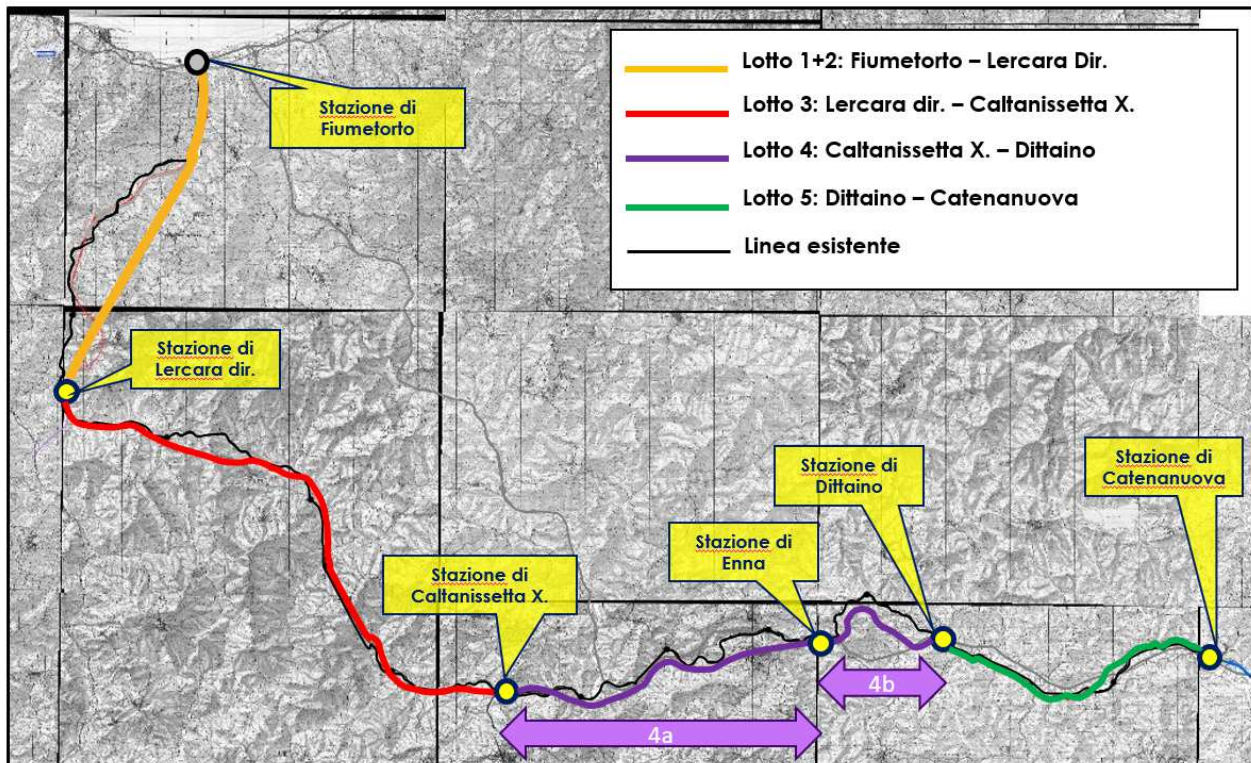 Lotto 1+2: Fiumetorto – Lercara Dir.
Lotto 3: Lercara dir. – Caltanissetta X.
Lotto 4: Caltanissetta X. – Dittaino
Lotto 5: Dittaino – Catenanuova
Linea esistente
Stazione di
Fiumetorto
Stazione di
Lercara dir.
Stazione di
Caltanissetta X.
Stazione di
Enna
Stazione di
Dittaino
Stazione di
Catenanuova
4a
4b